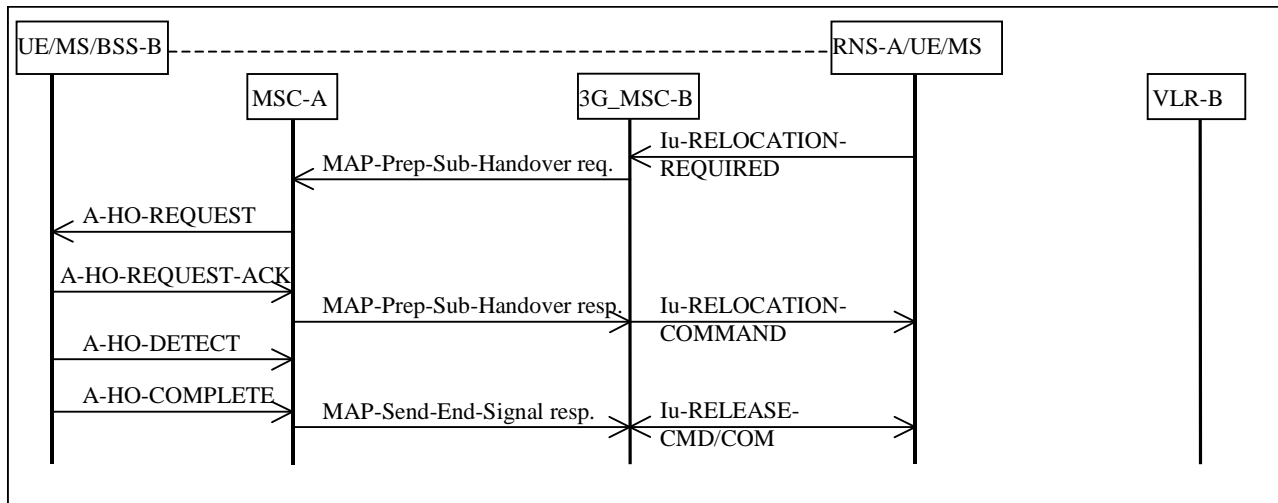 UE/MS/BSS-B
RNS-A/UE/MS
MSC-A
3G_MSC-B
VLR-B
Iu-RELOCATION-
REQUIRED
MAP-Prep-Sub-Handover req.
A-HO-REQUEST
A-HO-REQUEST-ACK
MAP-Prep-Sub-Handover resp.
Iu-RELOCATION-
COMMAND
A-HO-DETECT
A-HO-COMPLETE
MAP-Send-End-Signal resp.
Iu-RELEASE-
CMD/COM